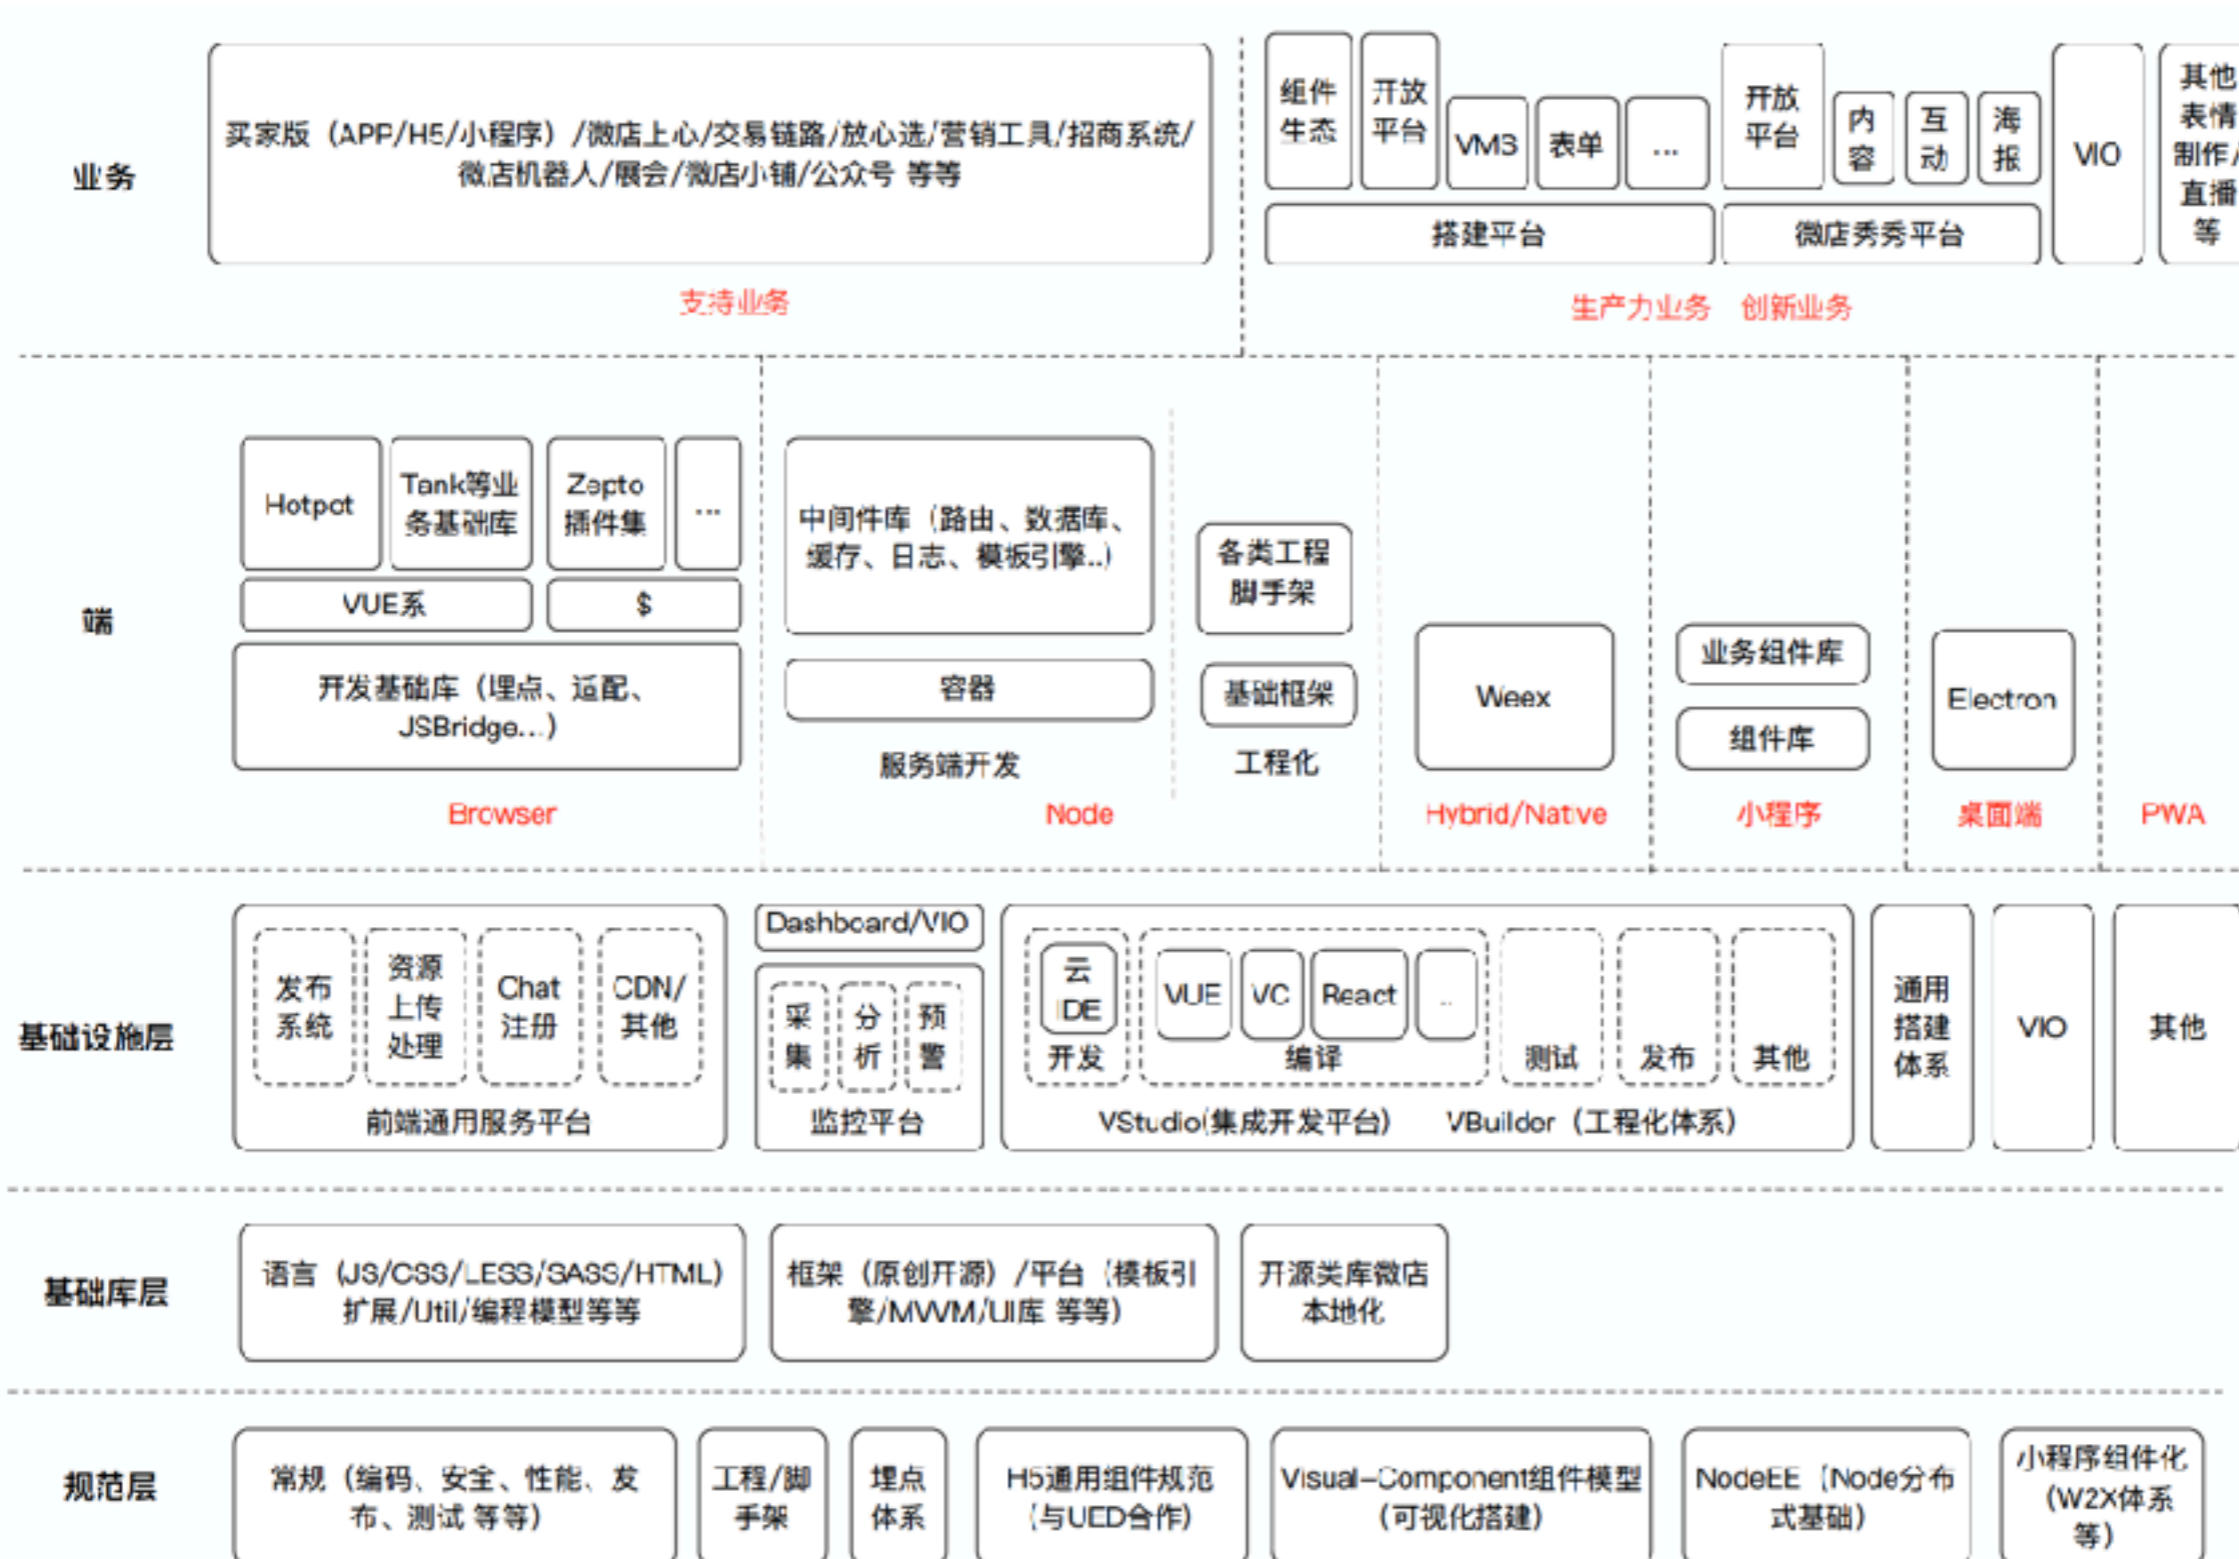 业务
买家版（APP/H5/小程序）/微店上心/交易链路/放心选/营销工具/招商系统/
微店机器人/展会/微店小铺/公众号 等等
支持业务
组件
生态
开放
平台
VMS
表单
...
搭建平台
开放
平台
内
容
互
动
海
报
微店秀秀平台
VIO
其他
表情
制作/
直播
等
生产力业务 创新业务
端
Hotpot
Tank等业
务基础库
Zepto
插件集
...
VUE系
$
开发基础库（埋点、适配、
JSBridge...）
Browser
中间件库（路由、数据库、
缓存、日志、模板引擎..）
容器
服务端开发
各类工程
脚手架
基础框架
工程化
Node
Weex
Hybrid/Native
业务组件库
组件库
小程序
Electron
桌面端
PWA
基础设施层
发布
系统
资源
上传
处理
Chat
注册
CDN/
其他
前端通用服务平台
Dashboard/VIO
采
集
分
析
预
警
监控平台
云
IDE
开发
VUE
VC
React
..
编译
测试
发布
其他
VStudio(集成开发平台) VBuilder（工程化体系）
通用
搭建
体系
VIO
其他
基础库层
语言（JS/CSS/LESS/SASS/HTML）
扩展/Util/编程模型等等
框架（原创开源）/平台（模板引
擎/MVVM/UI库 等等）
开源类库微店
本地化
规范层
常规（编码、安全、性能、发
布、测试 等等）
工程/脚
手架
埋点
体系
H5通用组件规范
（与UED合作）
Visual-Component组件模型
（可视化搭建）
NodeEE（Node分布
式基础）
小程序组件化
（W2X体系
等）